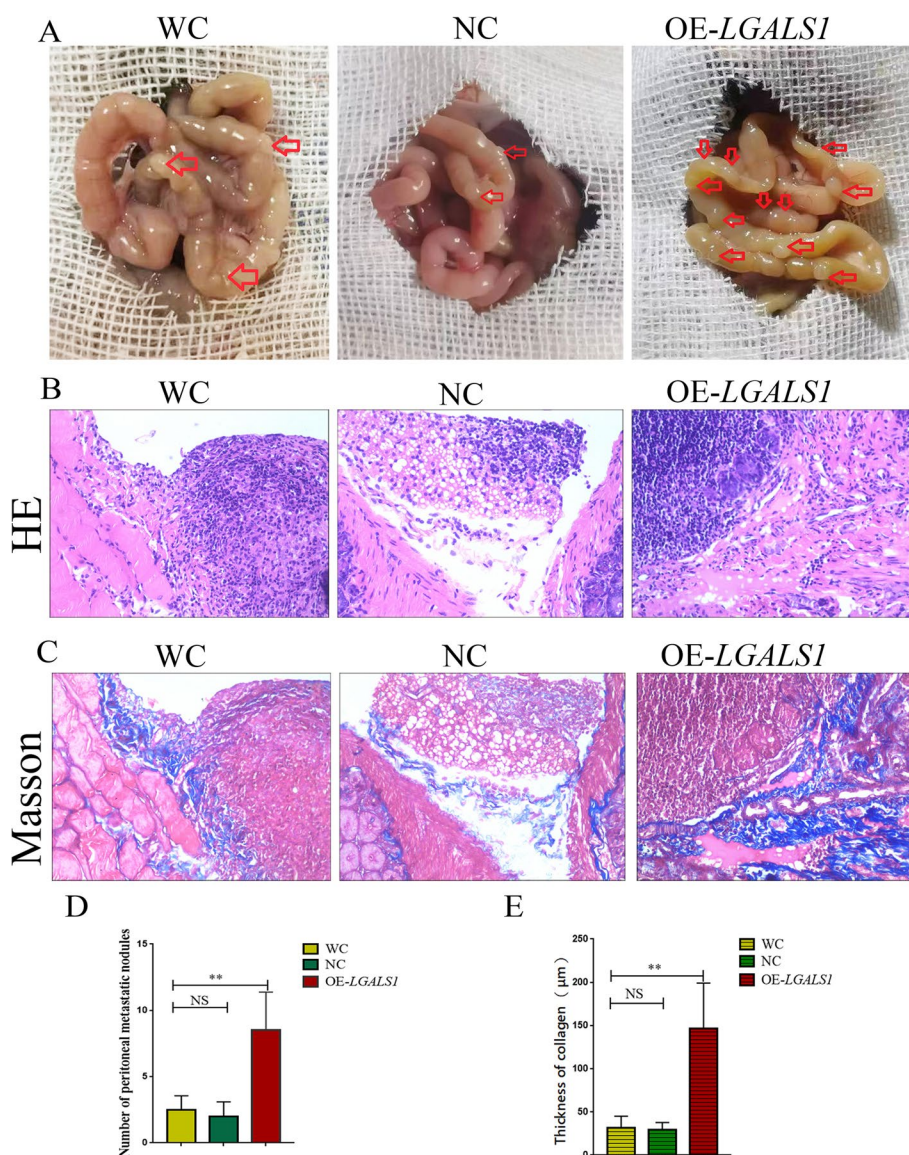 A
WC
NC
OE-LGALS1
B
WC
NC
OE-LGALS1
HE
C
WC
NC
OE-LGALS1
Masson
D
Number of peritoneal metastatic nodules
15
10
5
0
**
NS
WC
NC
OE-LGALS1
E
Thickness of collagen ( μm)
250
200
150
100
50
0
**
NS
WC
NC
OE-LGALS1